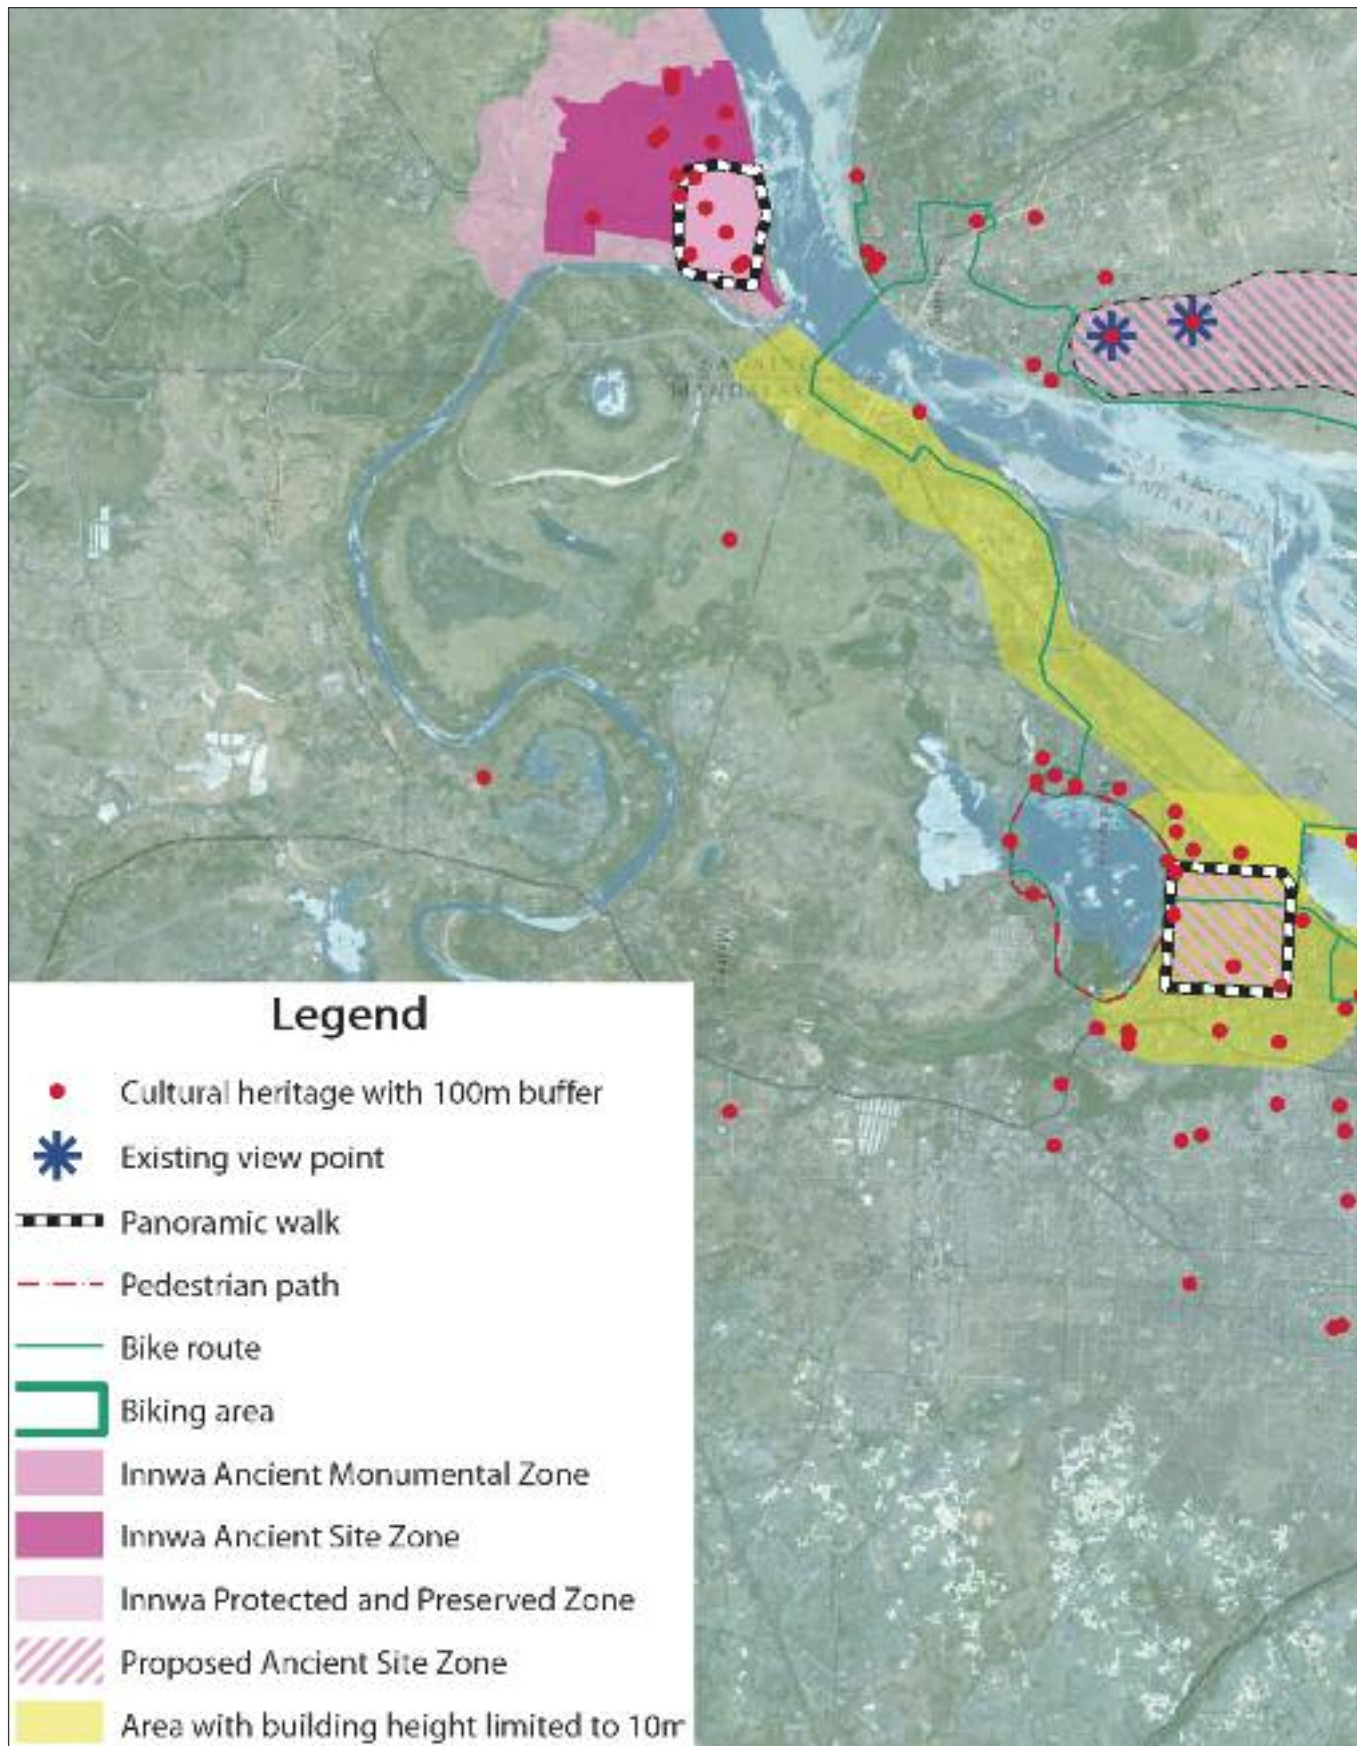 Legend
Cultural heritage with 100m buffer
Existing view point
Panoramic walk
Pedestrian path
Bike route
Biking area
Innwa Ancient Monumental Zone
Innwa Ancient Site Zone
Innwa Protected and Preserved Zone
Proposed Ancient Site Zone
Area with building height limited to 10m